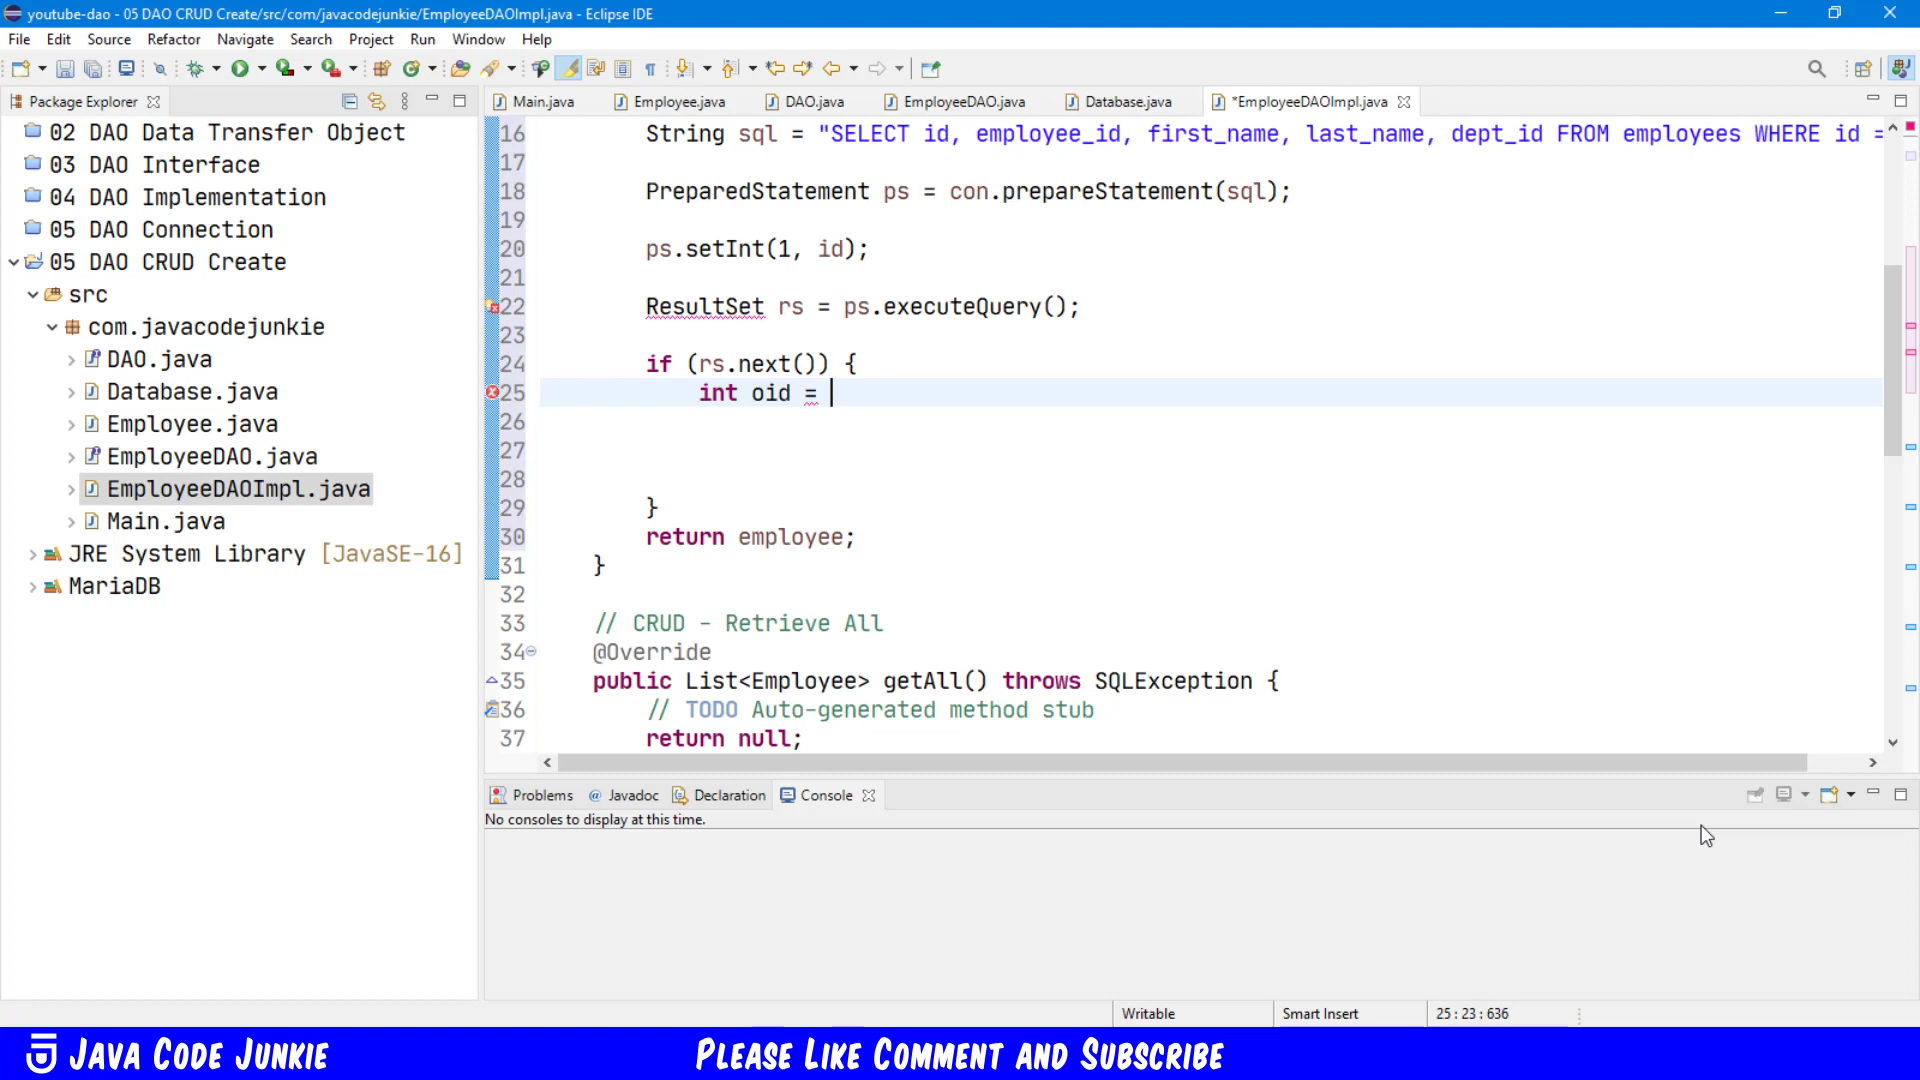 youtube-dao - 05 DAO CRUD Create/src/com/javacodejunkie/EmployeeDAOImpl.java - Eclipse IDE
File Edit Source Refactor Navigate Search Project Run Window Help
Package Explorer
Main.java Employee.java DAO.java EmployeeDAO.java Database.java *EmployeeDAOImpl.java
02 DAO Data Transfer Object
03 DAO Interface
04 DAO Implementation
05 DAO Connection
05 DAO CRUD Create
src
com.javacodejunkie
DAO.java
Database.java
Employee.java
EmployeeDAO.java
EmployeeDAOImpl.java
Main.java
JRE System Library [JavaSE-16]
MariaDB
16 String sql = "SELECT id, employee_id, first_name, last_name, dept_id FROM employees WHERE id =
17
18 PreparedStatement ps = con.prepareStatement(sql);
19
20 ps.setInt(1, id);
21
22 ResultSet rs = ps.executeQuery();
23
24 if (rs.next()) {
25 int oid =
26
27
28
29 }
30 return employee;
31 }
32
33 // CRUD - Retrieve All
34 @Override
35 public List<Employee> getAll() throws SQLException {
36 // TODO Auto-generated method stub
37 return null;
Problems @ Javadoc Declaration Console
No consoles to display at this time.
Writable Smart Insert 25 : 23 : 636
Java Code Junkie
Please Like Comment and Subscribe